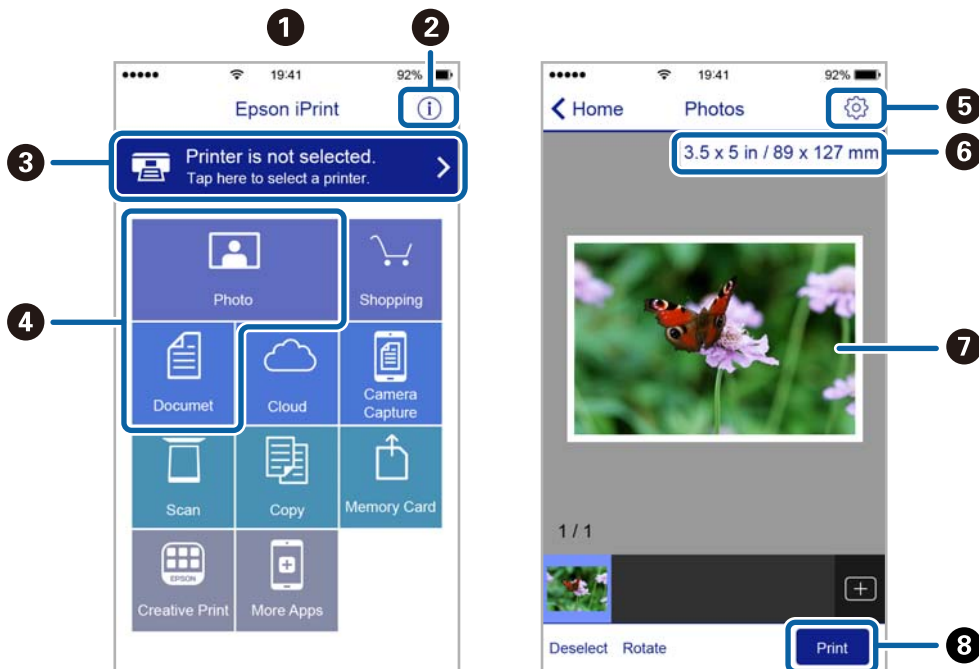 1
2
19:41
92%
Epson iPrint
3
Printer is not selected.
Tap here to select a printer.
4
Photo
Shopping
Documet
Cloud
Camera
Capture
Scan
Copy
Memory Card
EPSON
Creative Print
More Apps
19:41
92%
Home
Photos
5
3.5 x 5 in / 89 x 127 mm
6
7
1 / 1
Deselect
Rotate
Print
8